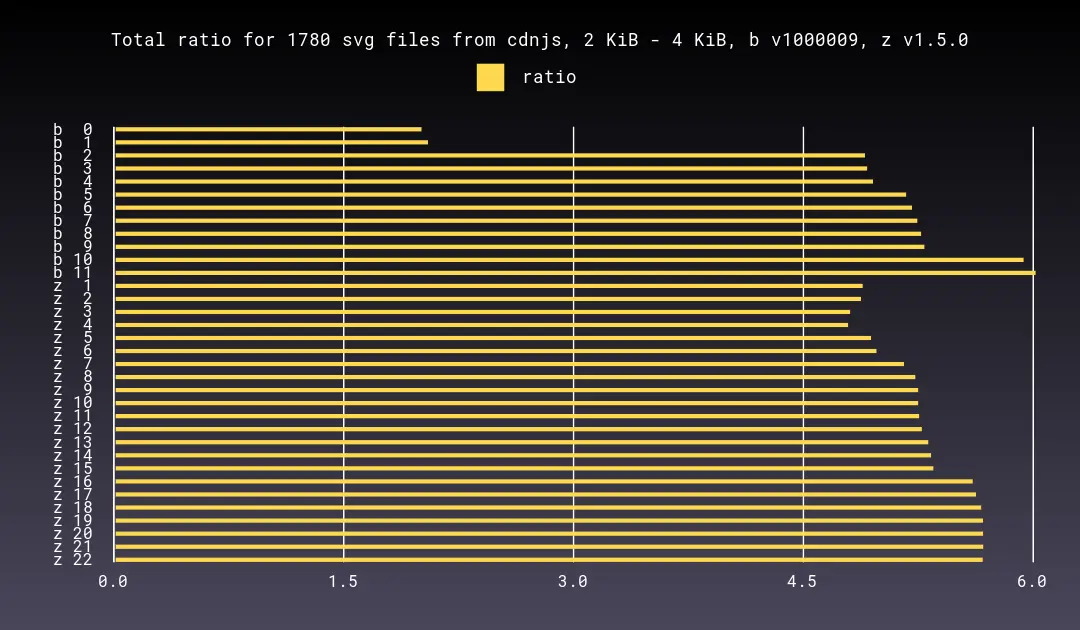 Total ratio for 1780 svg files from cdnjs, 2 KiB - 4 KiB, b v1000009, z v1.5.0
ratio
b 0
b 1
b 2
b 3
b 4
b 5
b 6
b 7
b 8
b 9
b 10
b 11
z 1
z 2
z 3
z 4
z 5
z 6
z 7
z 8
z 9
z 10
z 11
z 12
z 13
z 14
z 15
z 16
z 17
z 18
z 19
z 20
z 21
z 22
0.0 1.5 3.0 4.5 6.0